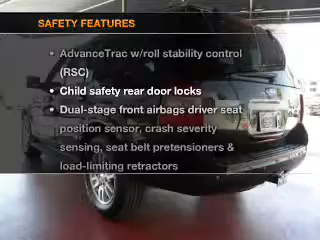 SAFETY FEATURES
• AdvanceTrac w/roll stability control
(RSC)
• Child safety rear door locks
• Dual-stage front airbags driver seat
position sensor, crash severity
sensing, seat belt pretensioners &
load-limiting retractors